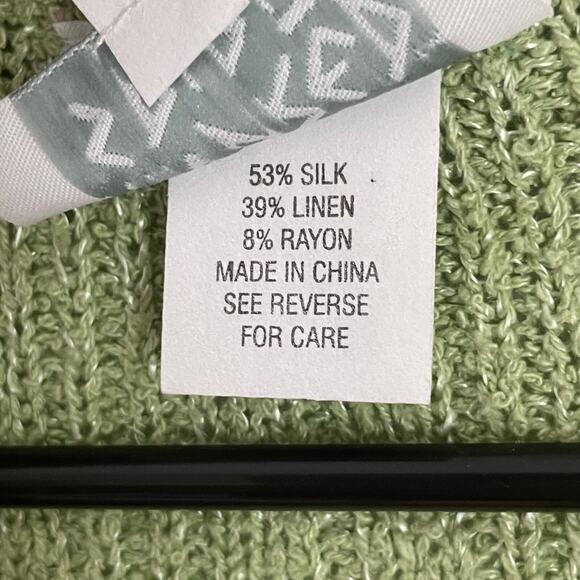 53% SILK
39% LINEN
8% RAYON
MADE IN CHINA
SEE REVERSE
FOR CARE